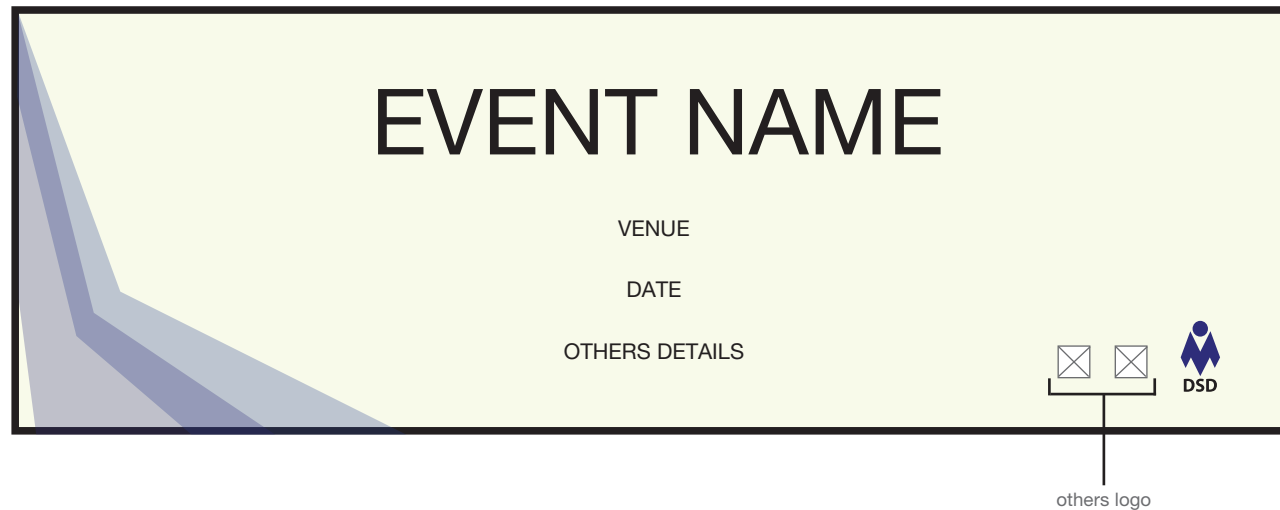 EVENT NAME
VENUE
DATE
OTHERS DETAILS
DSD
others logo